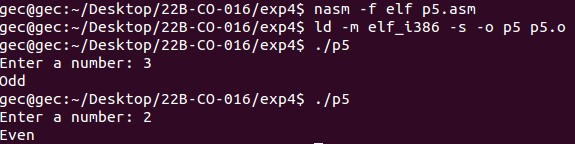 gec@gec:~/Desktop/22B-CO-016/exp4$ nasm -f elf p5.asm
gec@gec:~/Desktop/22B-CO-016/exp4$ ld -m elf_i386 -s -o p5 p5.o
gec@gec:~/Desktop/22B-CO-016/exp4$ ./p5
Enter a number: 3
Odd
gec@gec:~/Desktop/22B-CO-016/exp4$ ./p5
Enter a number: 2
Even